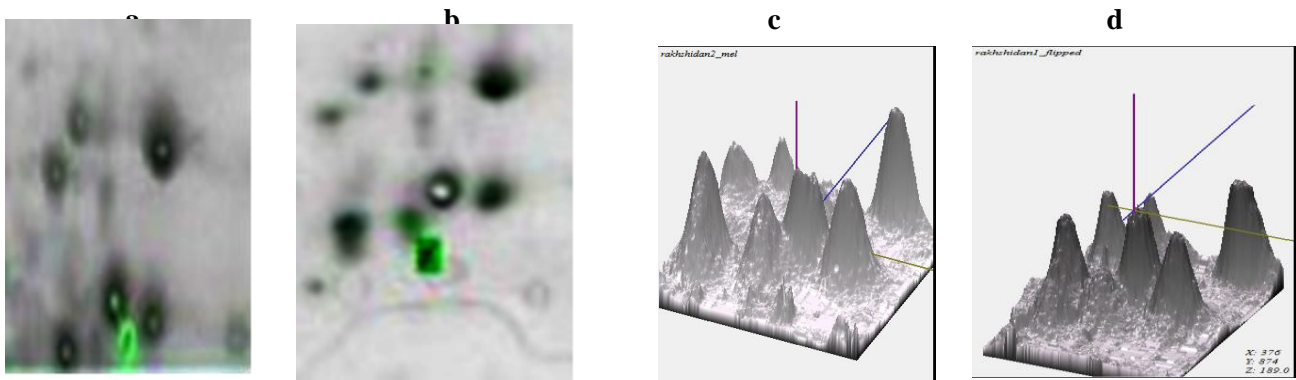 a
b
c
d
rakhshidan2_mel
rakhshidan1_flipped
X: 376
Y: 874
Z: 189.0